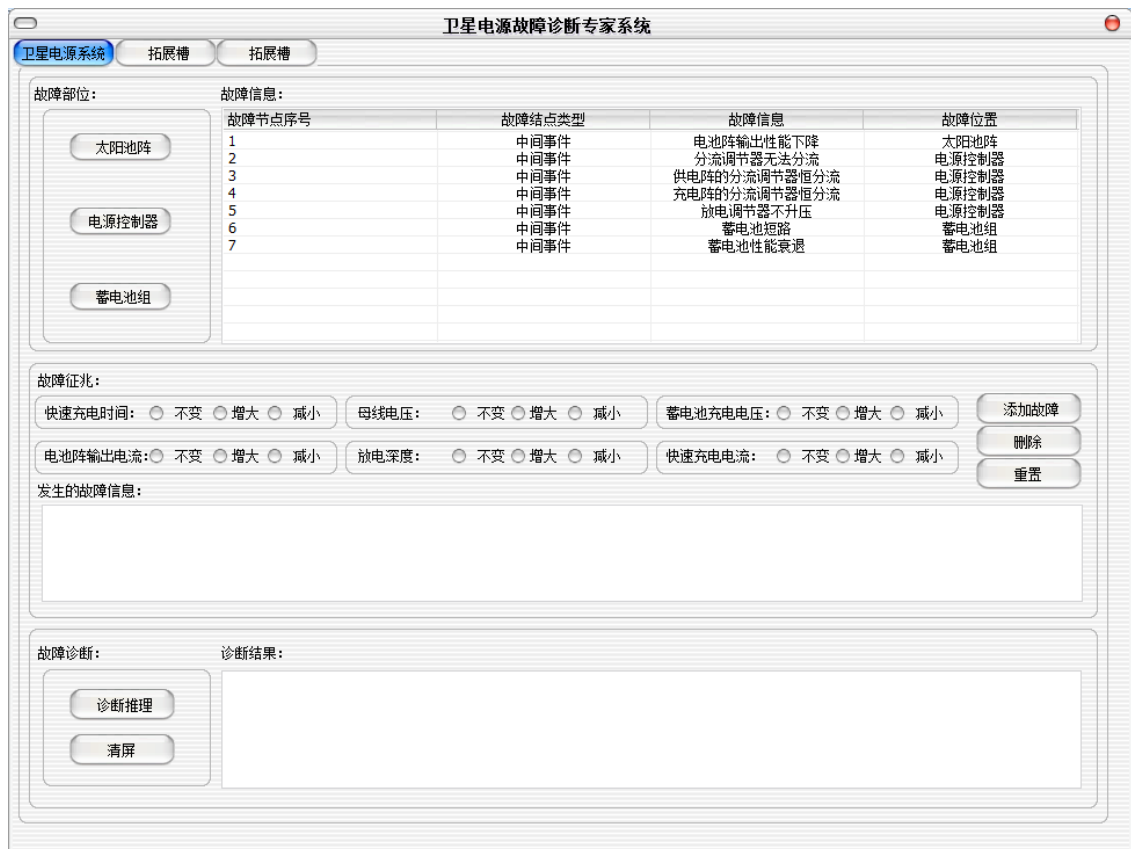 卫星电源故障诊断专家系统
卫星电源系统 拓展槽 拓展槽
故障部位： 故障信息：
故障节点序号 故障结点类型 故障信息 故障位置
太阳池阵
电源控制器
蓄电池组
1 中间事件 电池阵输出性能下降 太阳池阵
2 中间事件 分流调节器无法分流 电源控制器
3 中间事件 供电阵的分流调节器恒分流 电源控制器
4 中间事件 充电阵的分流调节器恒分流 电源控制器
5 中间事件 放电调节器不升压 电源控制器
6 中间事件 蓄电池短路 蓄电池组
7 中间事件 蓄电池性能衰退 蓄电池组
故障征兆：
快速充电时间： 不变 增大 减小 母线电压： 不变 增大 减小 蓄电池充电电压： 不变 增大 减小 添加故障
删除
电池阵输出电流： 不变 增大 减小 放电深度： 不变 增大 减小 快速充电电流： 不变 增大 减小
重置
发生的故障信息：
故障诊断： 诊断结果：
诊断推理
清屏